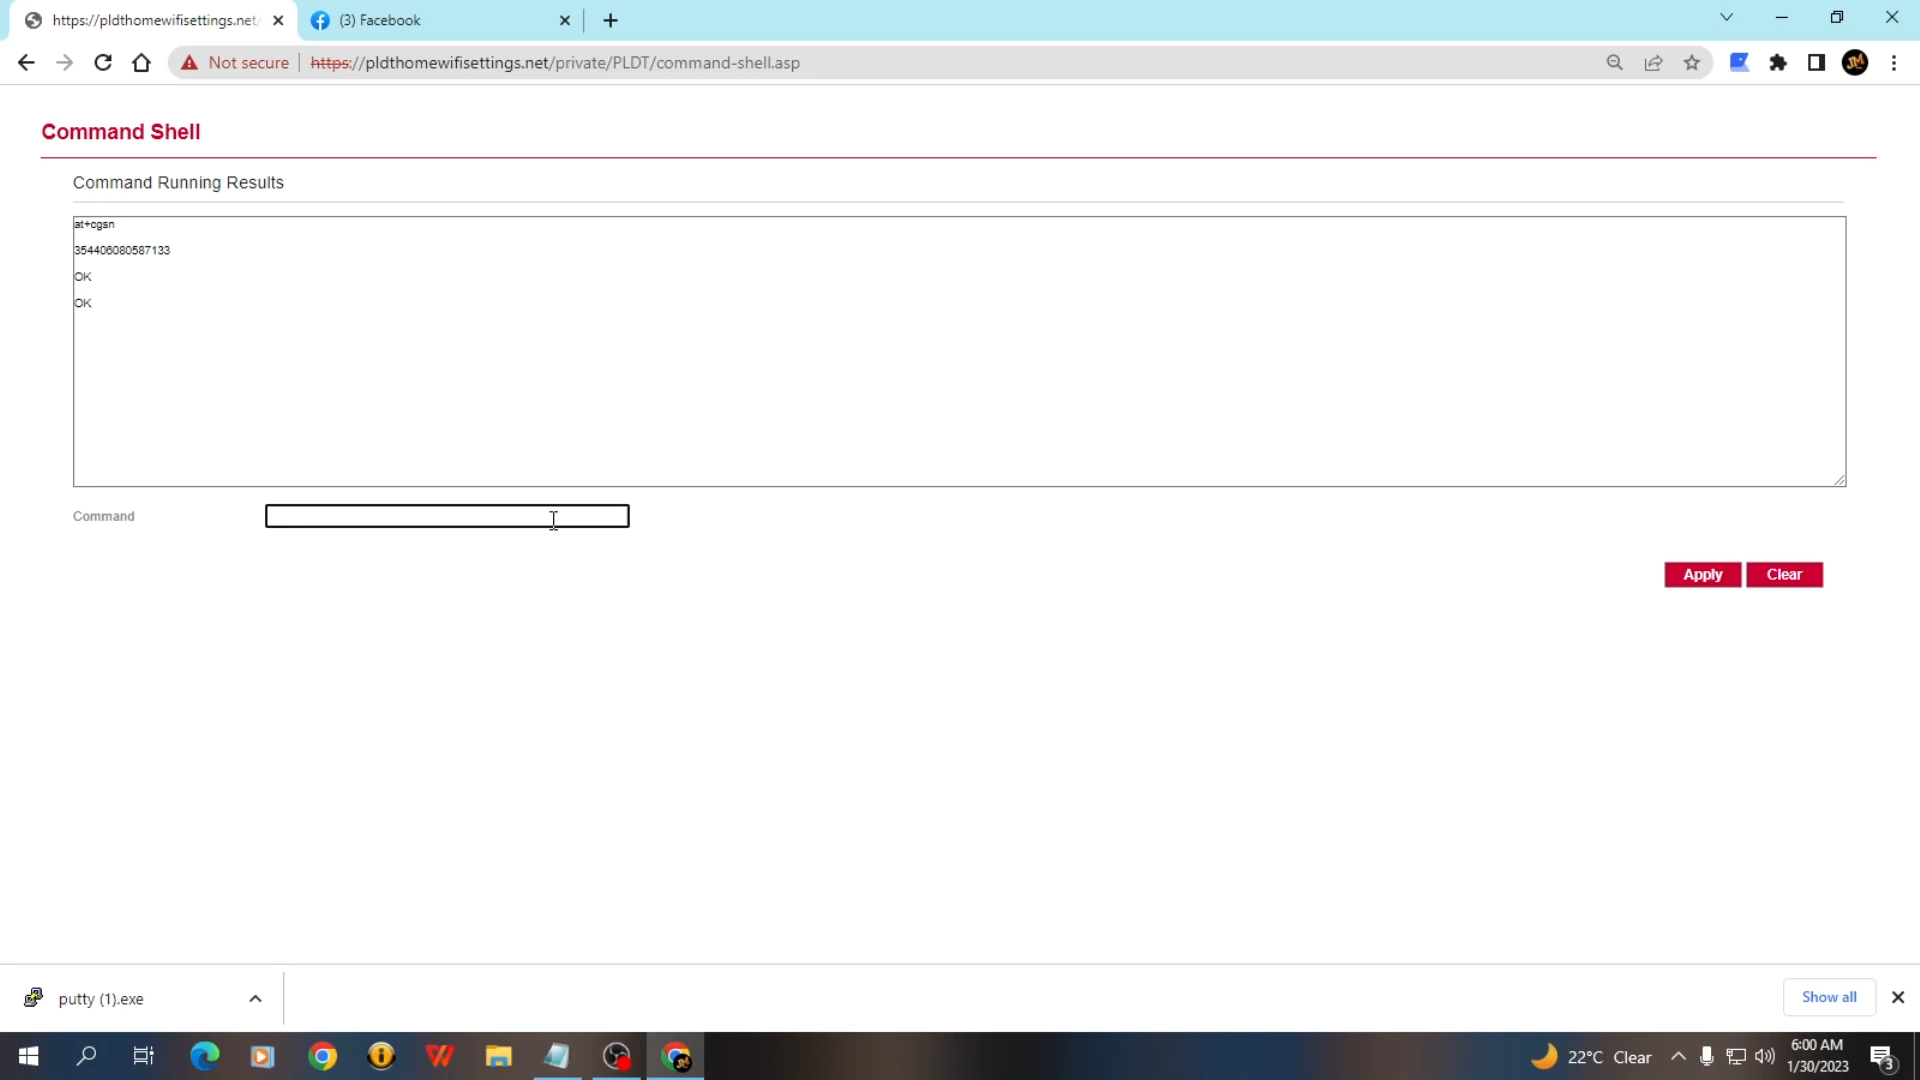 https://pldthomewifisettings.net/
(3) Facebook
Not secure
https://pldthomewifisettings.net/private/PLDT/command-shell.asp
JM
Command Shell
Command Running Results
at+cgsn
354406080587133
OK
OK
Command
Apply
Clear
putty (1).exe
Show all
22°C Clear
6:00 AM
1/30/2023
3